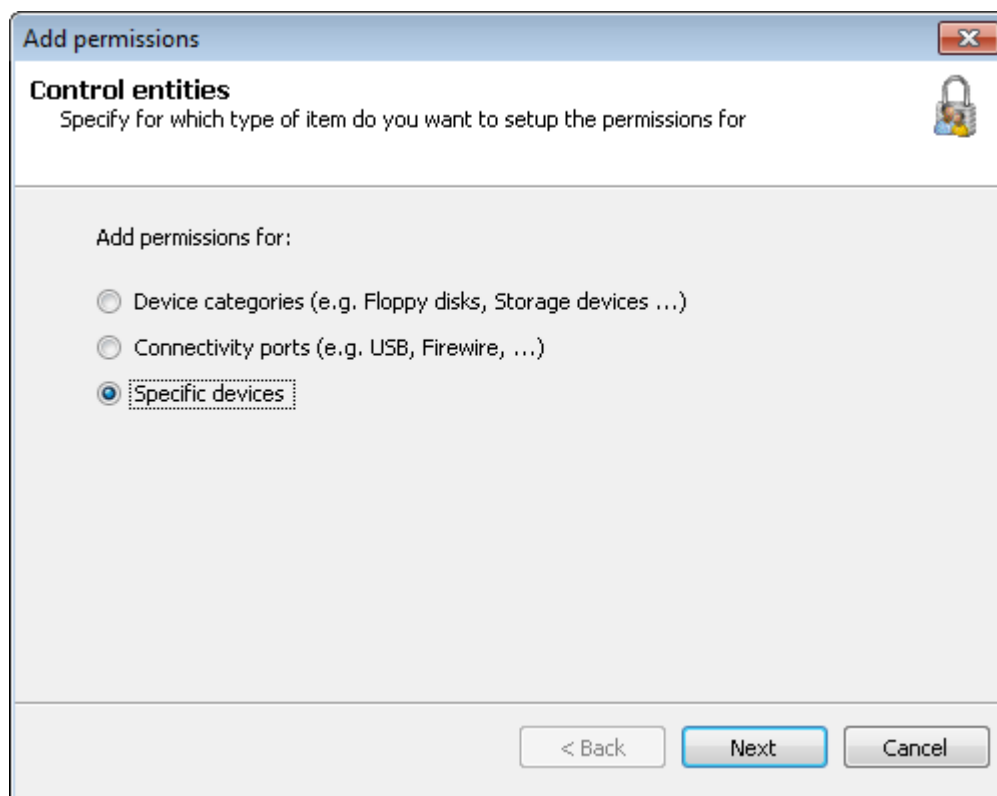 Add permissions
Control entities
Specify for which type of item do you want to setup the permissions for
Add permissions for:
Device categories (e.g. Floppy disks, Storage devices ...)
Connectivity ports (e.g. USB, Firewire, ...)
Specific devices
< Back Next Cancel